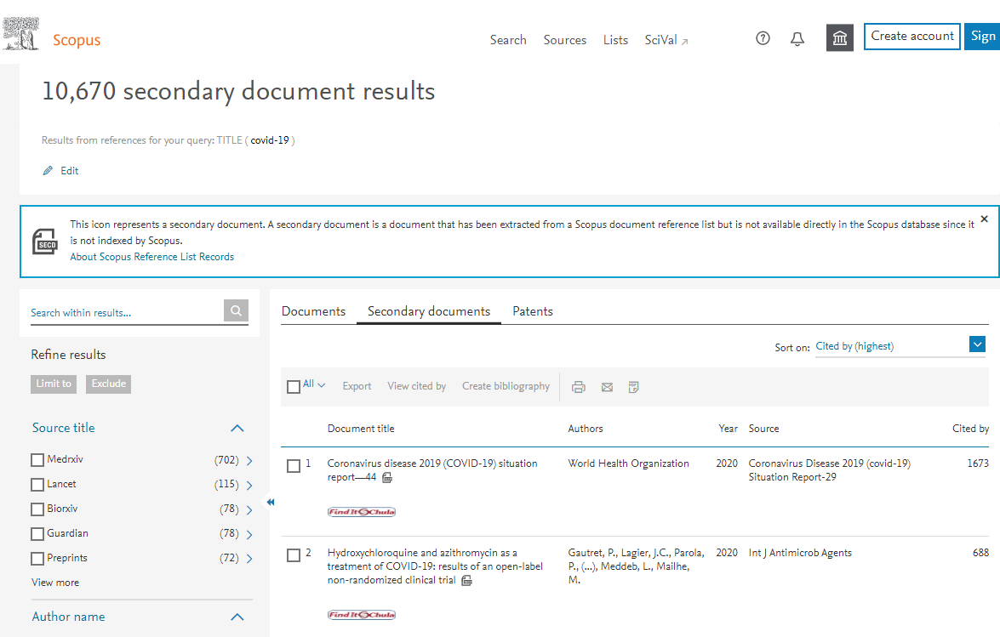 Scopus
Search Sources Lists SciVal ↗ Create account Sign
10,670 secondary document results
Results from references for your query: TITLE ( covid-19 )
Edit
SECD
This icon represents a secondary document. A secondary document is a document that has been extracted from a Scopus document reference list but is not available directly in the Scopus database since it
is not indexed by Scopus.
About Scopus Reference List Records
Search within results...
Refine results
Limit to Exclude
Source title
Medrxiv (702)
Lancet (115)
Biorxiv (78)
Guardian (78)
Preprints (72)
View more
Author name
Documents Secondary documents Patents
Sort on: Cited by (highest)
All Export View cited by Create bibliography
Document title Authors Year Source Cited by
1 Coronavirus disease 2019 (COVID-19) situation World Health Organization 2020 Coronavirus Disease 2019 (covid-19) 1673
report—44 Situation Report-29
Find It@Chula
2 Hydroxychloroquine and azithromycin as a Gautret, P., Lagier, J.C., Parola, 2020 Int J Antimicrob Agents 688
treatment of COVID-19: results of an open-label P., (...), Meddeb, L., Mailhe,
non-randomized clinical trial M.
Find It@Chula